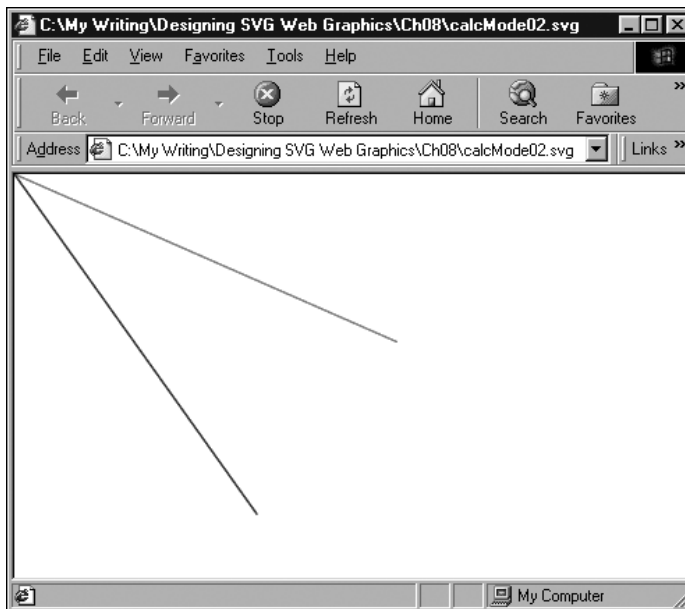 C:\My Writing\Designing SVG Web Graphics\Ch08\calcMode02.svg
File Edit View Favorites Tools Help
Back Forward Stop Refresh Home Search Favorites »
Address C:\My Writing\Designing SVG Web Graphics\Ch08\calcMode02.svg Links »
My Computer